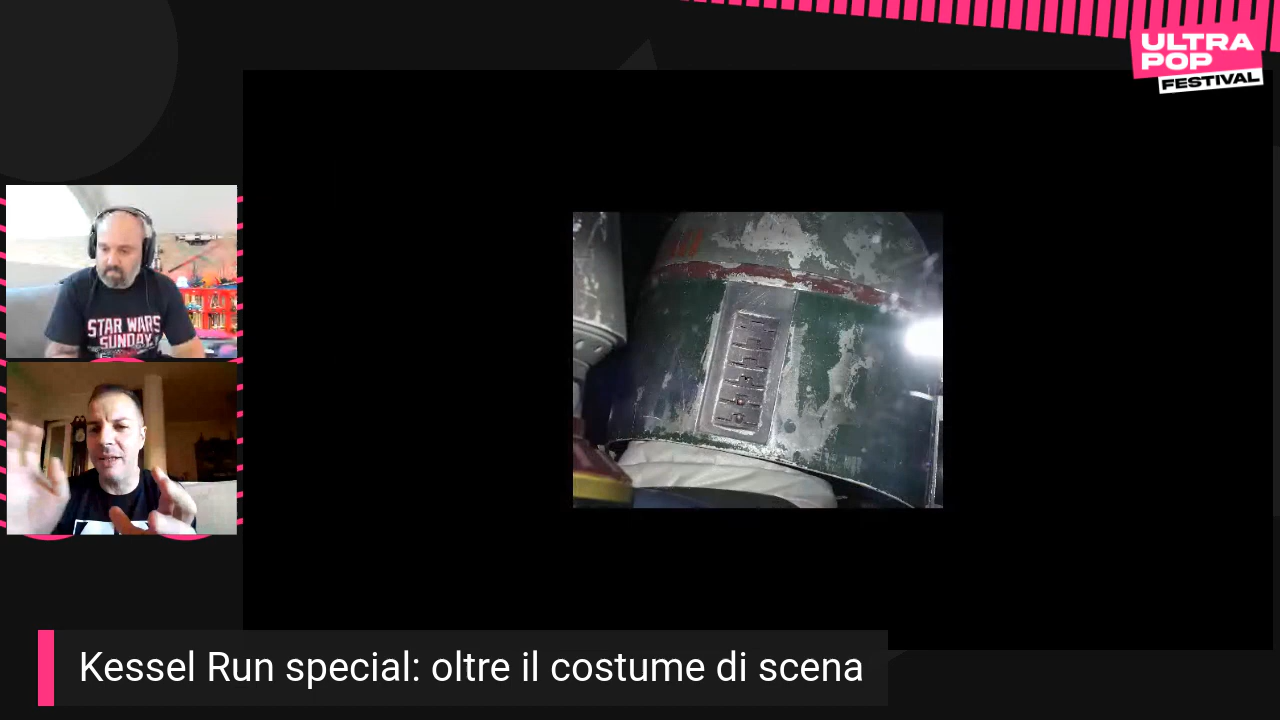 ULTRA
POP
FESTIVAL
STAR WARS
SUNDAY
Kessel Run special: oltre il costume di scena